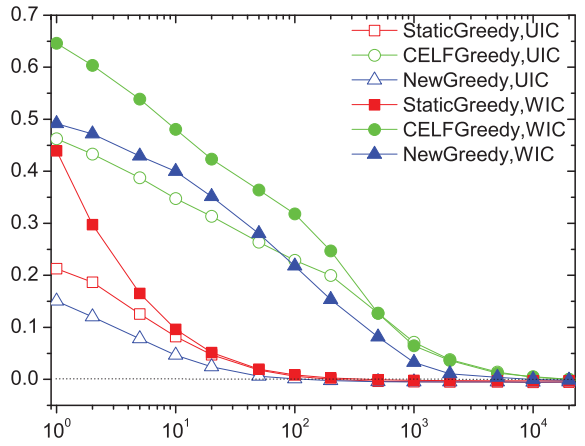 0.7
0.6
0.5
0.4
0.3
0.2
0.1
0.0
StaticGreedy,UIC
CELFGreedy,UIC
NewGreedy,UIC
StaticGreedy,WIC
CELFGreedy,WIC
NewGreedy,WIC
10⁰ 10¹ 10² 10³ 10⁴